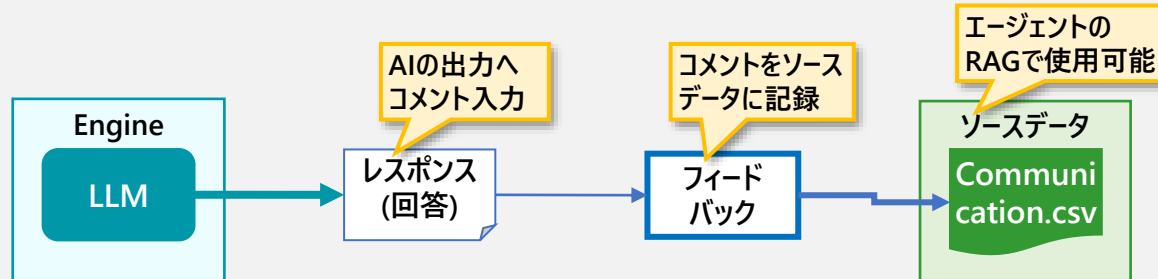 エージェントの
RAGで使用可能
AIの出力へ
コメント入力
コメントをソース
データに記録
Engine
LLM
レスポンス
(回答)
フィード
バック
ソースデータ
Communi
cation.csv